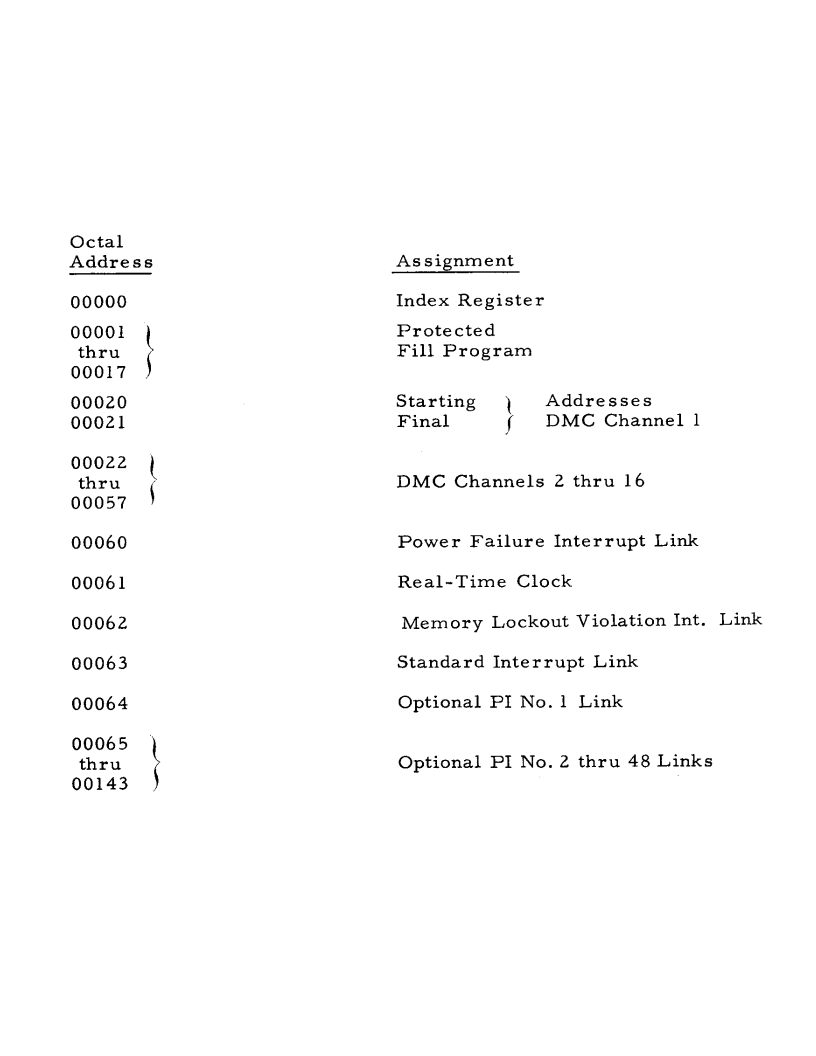 Octal
Address Assignment
00000 Index Register
00001 Protected
thru Fill Program
00017
00020 Starting Addresses
00021 Final DMC Channel 1
00022
thru DMC Channels 2 thru 16
00057
00060 Power Failure Interrupt Link
00061 Real-Time Clock
00062 Memory Lockout Violation Int. Link
00063 Standard Interrupt Link
00064 Optional PI No. 1 Link
00065
thru Optional PI No. 2 thru 48 Links
00143